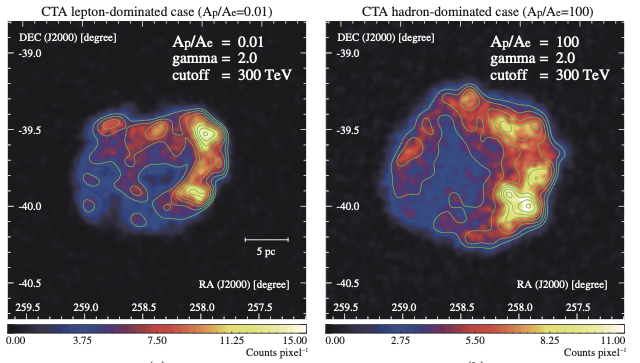 CTA lepton-dominated case (Ap/Ae=0.01)
DEC (J2000) [degree]
Ap/Ae = 0.01
gamma = 2.0
cutoff = 300 TeV
-39.0
-39.5
-40.0
-40.5
5 pc
RA (J2000) [degree]
259.5 259.0 258.5 258.0 257.5
0.00 3.75 7.50 11.25 15.00
Counts pixel⁻¹
CTA hadron-dominated case (Ap/Ae=100)
DEC (J2000) [degree]
Ap/Ae = 100
gamma = 2.0
cutoff = 300 TeV
-39.0
-39.5
-40.0
-40.5
RA (J2000) [degree]
259.5 259.0 258.5 258.0 257.5
0.00 2.75 5.50 8.25 11.00
Counts pixel⁻¹